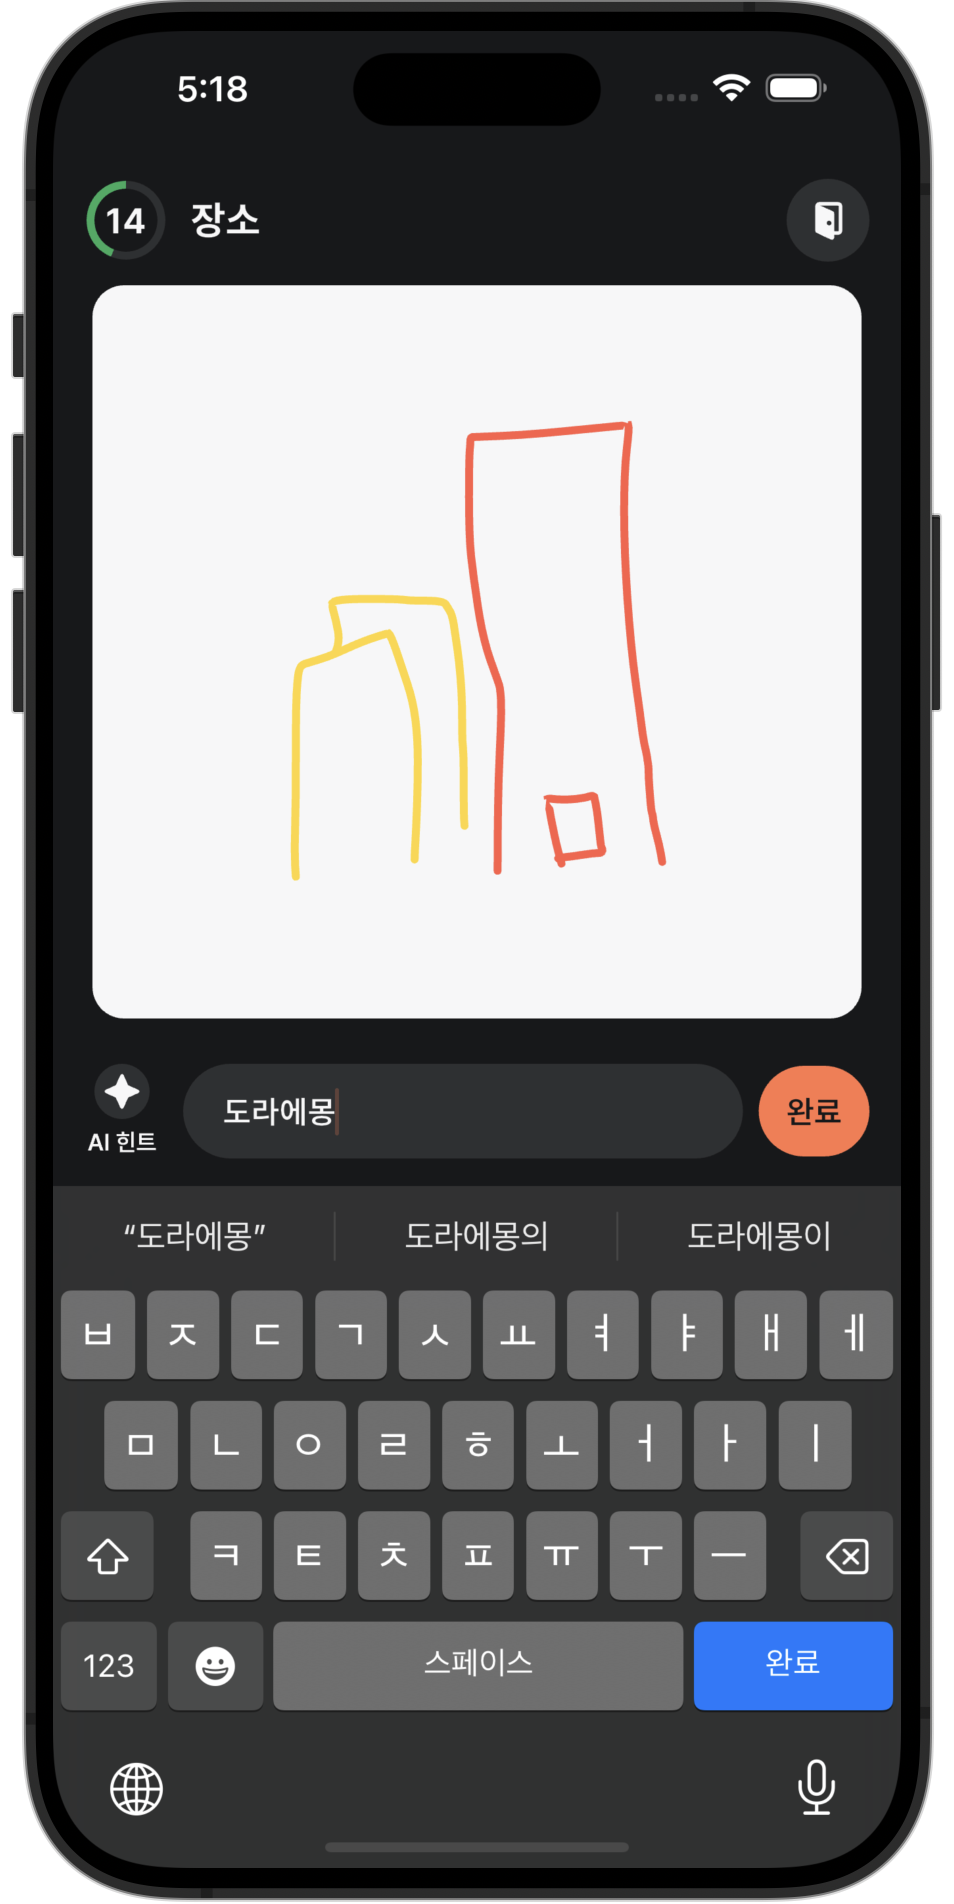 5:18
14 장소
AI 힌트
도라에몽
완료
“도라에몽” 도라에몽의 도라에몽이
ㅂ ㅈ ㄷ ㄱ ㅅ ㅛ ㅕ ㅑ ㅐ ㅔ
ㅁ ㄴ ㅇ ㄹ ㅎ ㅗ ㅓ ㅏ ㅣ
ㅋ ㅌ ㅊ ㅍ ㅠ ㅜ ㅡ
123 스페이스 완료